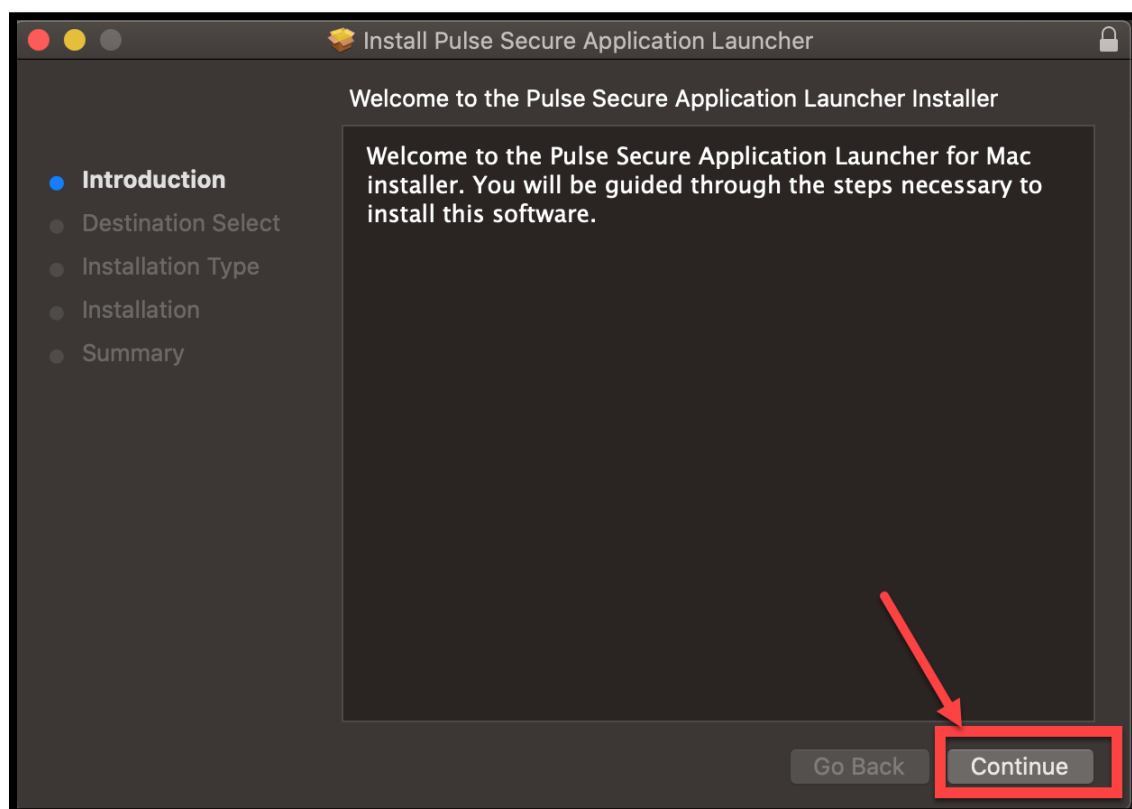 Install Pulse Secure Application Launcher
Welcome to the Pulse Secure Application Launcher Installer
Introduction
Destination Select
Installation Type
Installation
Summary
Welcome to the Pulse Secure Application Launcher for Mac
installer. You will be guided through the steps necessary to
install this software.
Go Back
Continue